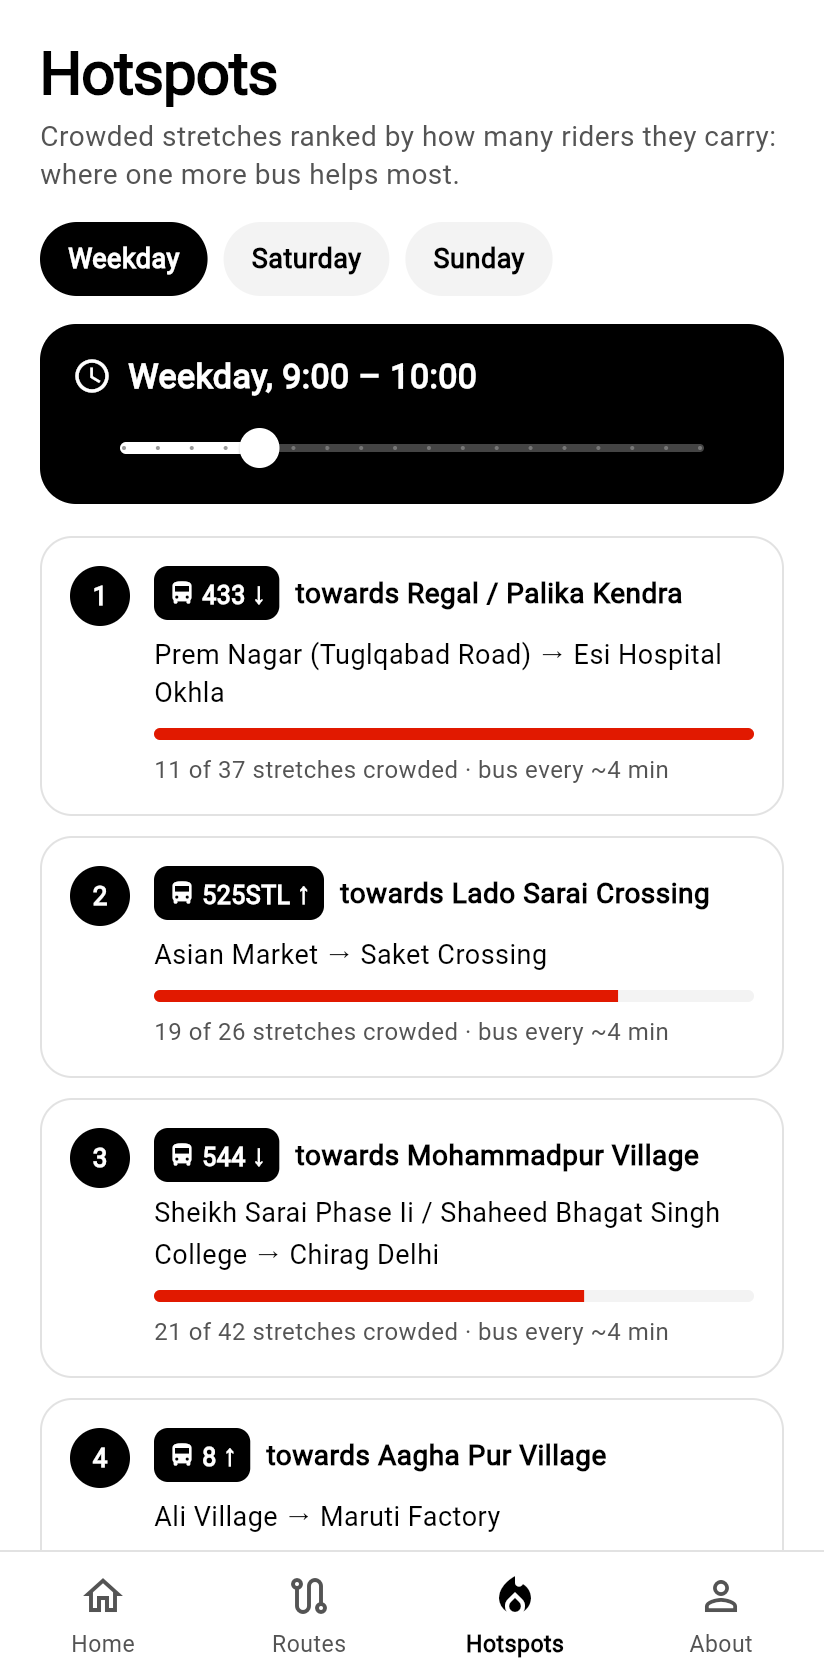 Hotspots
Crowded stretches ranked by how many riders they carry:
where one more bus helps most.
Weekday
Saturday
Sunday
Weekday, 9:00 – 10:00
1
433 ↓
towards Regal / Palika Kendra
Prem Nagar (Tuglqabad Road) → Esi Hospital
Okhla
11 of 37 stretches crowded · bus every ~4 min
2
525STL ↑
towards Lado Sarai Crossing
Asian Market → Saket Crossing
19 of 26 stretches crowded · bus every ~4 min
3
544 ↓
towards Mohammadpur Village
Sheikh Sarai Phase Ii / Shaheed Bhagat Singh
College → Chirag Delhi
21 of 42 stretches crowded · bus every ~4 min
4
8 ↑
towards Aagha Pur Village
Ali Village → Maruti Factory
Home
Routes
Hotspots
About